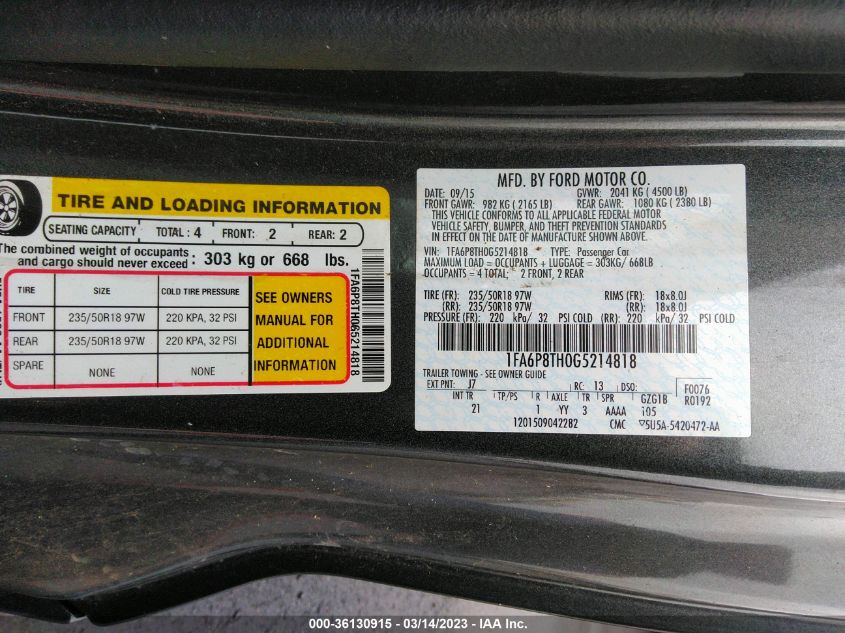 TIRE AND LOADING INFORMATION
SEATING CAPACITY TOTAL : 4 FRONT: 2 REAR: 2
The combined weight of occupants
and cargo should never exceed : 303 kg or 668 lbs.
TIRE SIZE COLD TIRE PRESSURE
FRONT 235/50R18 97W 220 KPA, 32 PSI
REAR 235/50R18 97W 220 KPA, 32 PSI
SPARE NONE NONE
SEE OWNERS
MANUAL FOR
ADDITIONAL
INFORMATION
1FA6P8TH0G5214818
MFD. BY FORD MOTOR CO.
DATE: 09/15 GVWR: 2041 KG ( 4500 LB)
FRONT GAWR: 982 KG ( 2165 LB) REAR GAWR: 1080 KG ( 2380 LB)
THIS VEHICLE CONFORMS TO ALL APPLICABLE FEDERAL MOTOR
VEHICLE SAFETY, BUMPER, AND THEFT PREVENTION STANDARDS
IN EFFECT ON THE DATE OF MANUFACTURE SHOWN ABOVE.
VIN: 1FA6P8TH0G5214818 TYPE: Passenger Car
MAXIMUM LOAD = OCCUPANTS + LUGGAGE = 303KG/ 668LB
OCCUPANTS = 4 TOTAL; 2 FRONT, 2 REAR
TIRE (FR): 235/50R18 97W RIMS (FR): 18x8.0J
(RR): 235/50R18 97W (RR): 18x8.0J
PRESSURE (FR): 220 kPa/ 32 PSI COLD (RR): 220 kPa/ 32 PSI COLD
1FA6P8TH0G5214818
TRAILER TOWING - SEE OWNER GUIDE
EXT PNT: J7 RC: 13 DSO: F0076
INT TR TP/PS R AXLE TR SPR GZG1B R0192
21 1 YY 3 AAAA 105
1201509042282 CMC 5U5A-5420472-AA
000-36130915 - 03/14/2023 - IAA Inc.